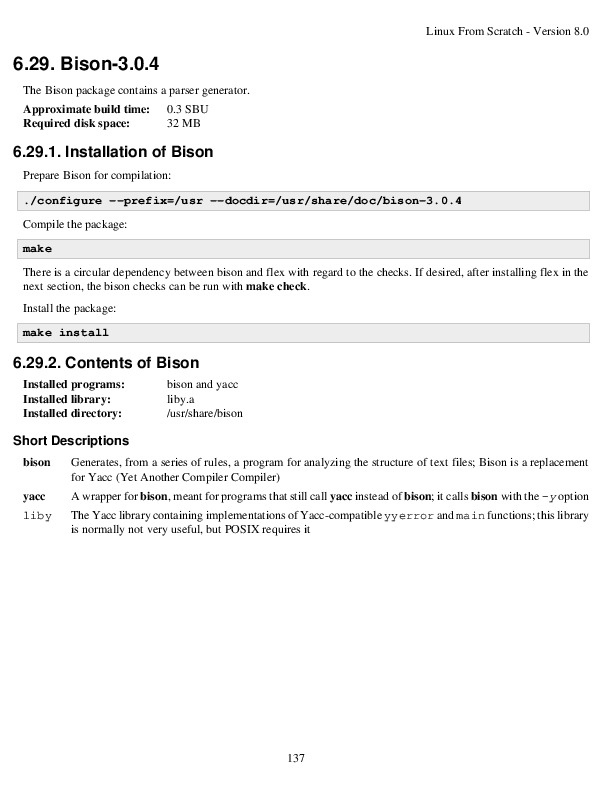 Linux From Scratch - Version 8.0
6.29. Bison-3.0.4
The Bison package contains a parser generator.
Approximate build time: 0.3 SBU
Required disk space: 32 MB
6.29.1. Installation of Bison
Prepare Bison for compilation:
./configure --prefix=/usr --docdir=/usr/share/doc/bison-3.0.4
Compile the package:
make
There is a circular dependency between bison and flex with regard to the checks. If desired, after installing flex in the
next section, the bison checks can be run with make check.
Install the package:
make install
6.29.2. Contents of Bison
Installed programs: bison and yacc
Installed library: liby.a
Installed directory: /usr/share/bison
Short Descriptions
bison Generates, from a series of rules, a program for analyzing the structure of text files; Bison is a replacement
for Yacc (Yet Another Compiler Compiler)
yacc A wrapper for bison, meant for programs that still call yacc instead of bison; it calls bison with the -y option
liby The Yacc library containing implementations of Yacc-compatible yyerror and main functions; this library
is normally not very useful, but POSIX requires it
137